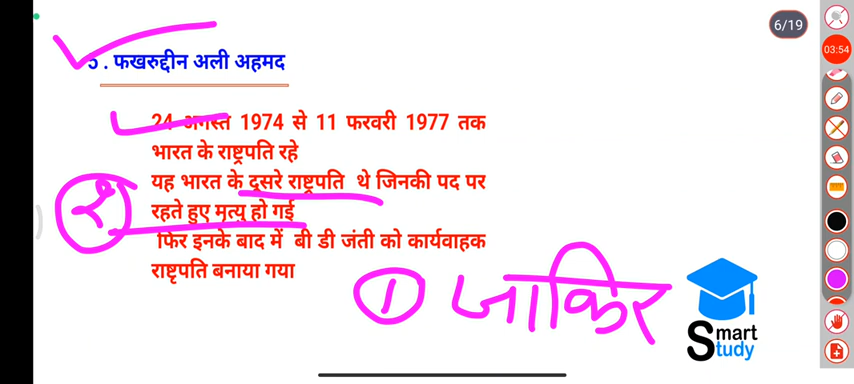 6/19
03:54
5. फखरुद्दीन अली अहमद
24 अगस्त 1974 से 11 फरवरी 1977 तक
भारत के राष्ट्रपति रहे
यह भारत के दूसरे राष्ट्रपति थे जिनकी पद पर
रहते हुए मृत्यु हो गई
फिर इनके बाद में बी डी जंती को कार्यवाहक
राष्ट्रपति बनाया गया
① जाकिर
Smart
Study